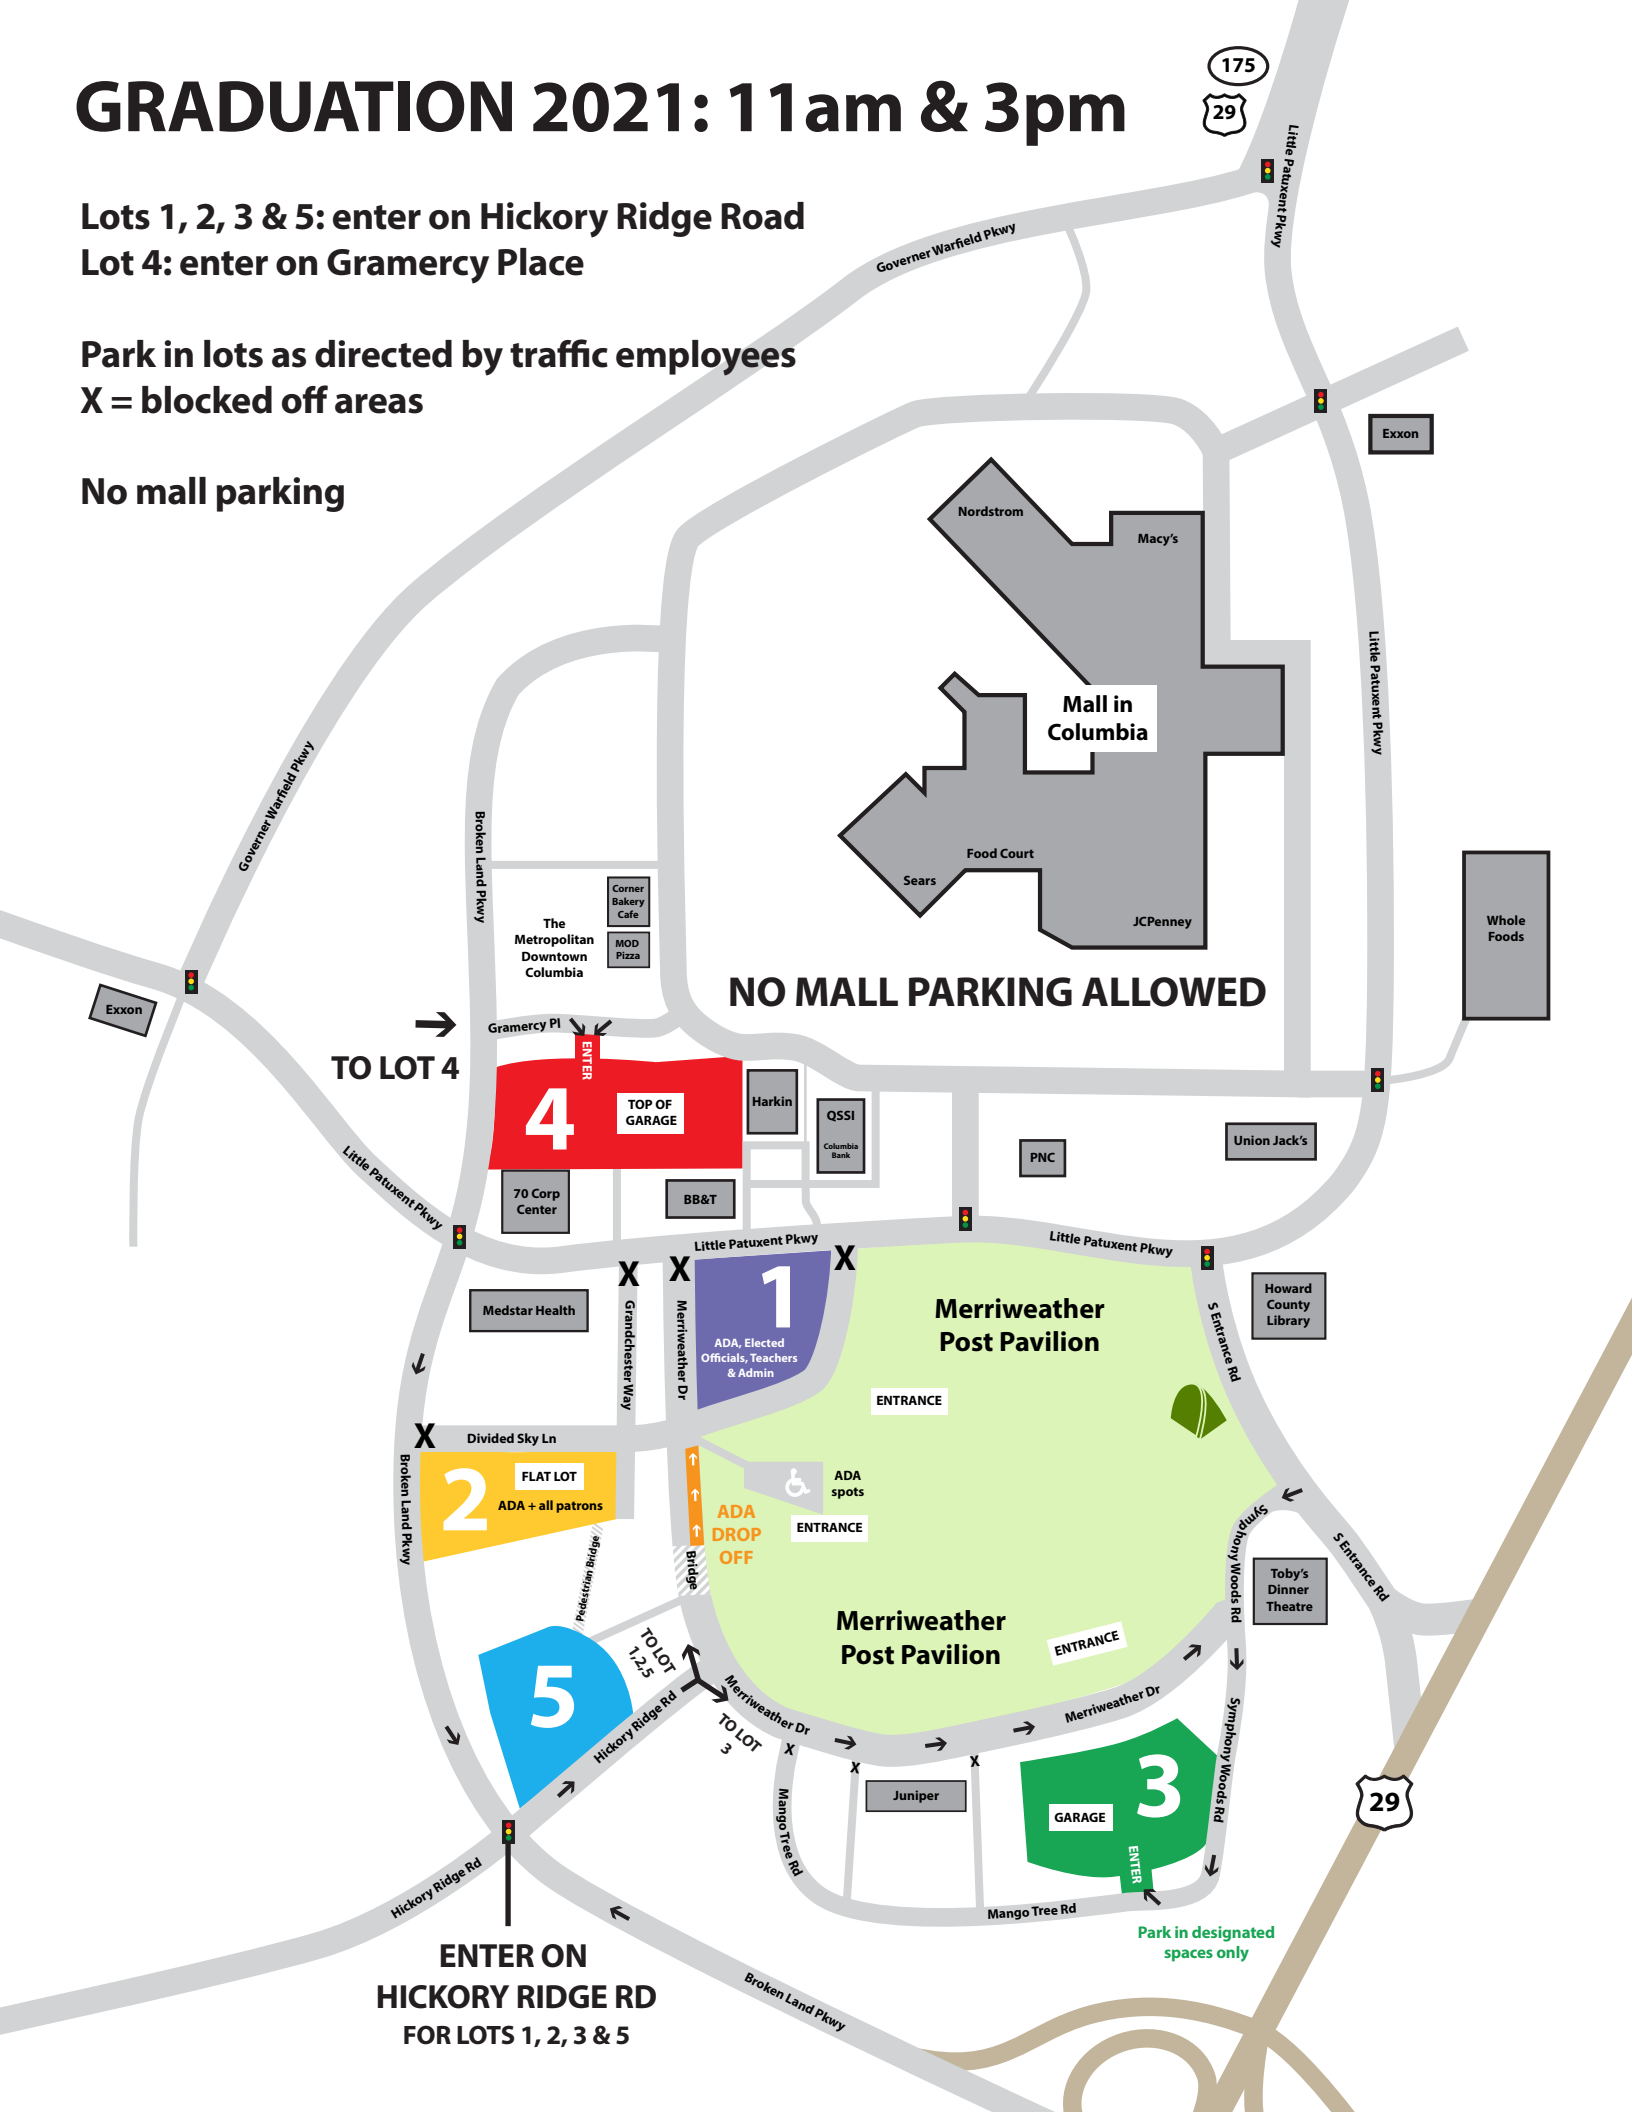 GRADUATION 2021: 11am & 3pm
175
29
Lots 1, 2, 3 & 5: enter on Hickory Ridge Road
Lot 4: enter on Gramercy Place
Park in lots as directed by traffic employees
X = blocked off areas
No mall parking
Little Patuxent Pkwy
Governer Warfield Pkwy
Exxon
Nordstrom
Macy's
Mall in
Columbia
Little Patuxent Pkwy
Governer Warfield Pkwy
Broken Land Pkwy
Food Court
Sears
JCPenney
Corner
Bakery
Cafe
MOD
Pizza
The
Metropolitan
Downtown
Columbia
Whole
Foods
NO MALL PARKING ALLOWED
Exxon
Gramercy Pl
TO LOT 4
ENTER
4
TOP OF
GARAGE
Harkin
QSSI
Columbia
Bank
PNC
Union Jack's
Little Patuxent Pkwy
70 Corp
Center
BB&T
Little Patuxent Pkwy
Little Patuxent Pkwy
X
X
X
1
ADA, Elected
Officials, Teachers
& Admin
Medstar Health
Grandchester Way
Merriweather Dr
Merriweather
Post Pavilion
S Entrance Rd
Howard
County
Library
ENTRANCE
X
Divided Sky Ln
Broken Land Pkwy
2
FLAT LOT
ADA + all patrons
ADA
spots
ADA
DROP
OFF
ENTRANCE
Bridge
Pedestrian Bridge
Symphony Woods Rd
S Entrance Rd
Toby's
Dinner
Theatre
Merriweather
Post Pavilion
ENTRANCE
5
TO LOT
1,2,5
Hickory Ridge Rd
TO LOT
3
Merriweather Dr
Merriweather Dr
X
X
X
Mango Tree Rd
Juniper
3
GARAGE
ENTER
Symphony Woods Rd
29
Mango Tree Rd
Park in designated
spaces only
Hickory Ridge Rd
ENTER ON
HICKORY RIDGE RD
FOR LOTS 1, 2, 3 & 5
Broken Land Pkwy